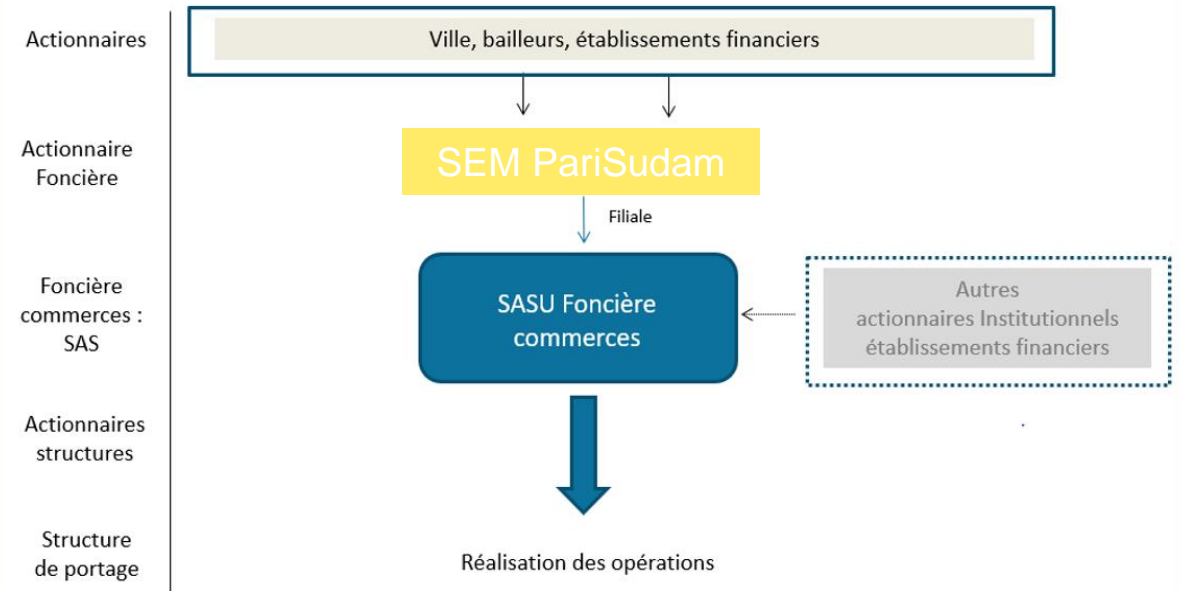 Actionnaires
Ville, bailleurs, établissements financiers
Actionnaire
Foncière
SEM PariSudam
Filiale
Foncière
commerces :
SAS
SASU Foncière
commerces
Autres
actionnaires Institutionnels
établissements financiers
Actionnaires
structures
Structure
de portage
Réalisation des opérations